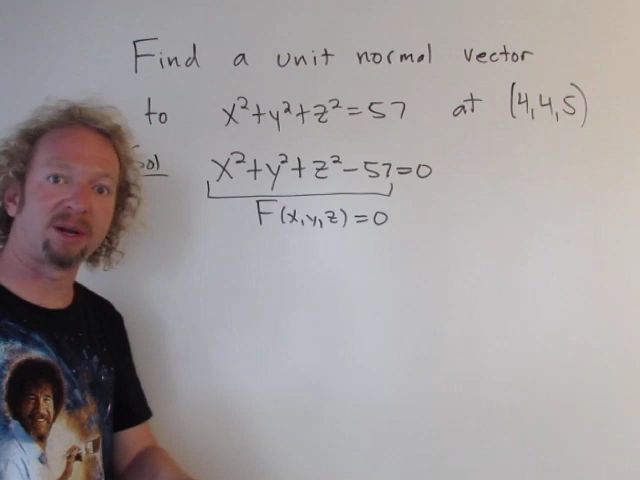 Find a unit normal vector
to x²+y²+z²=57 at (4,4,5)
x²+y²+z²-57=0
F(x,y,z)=0